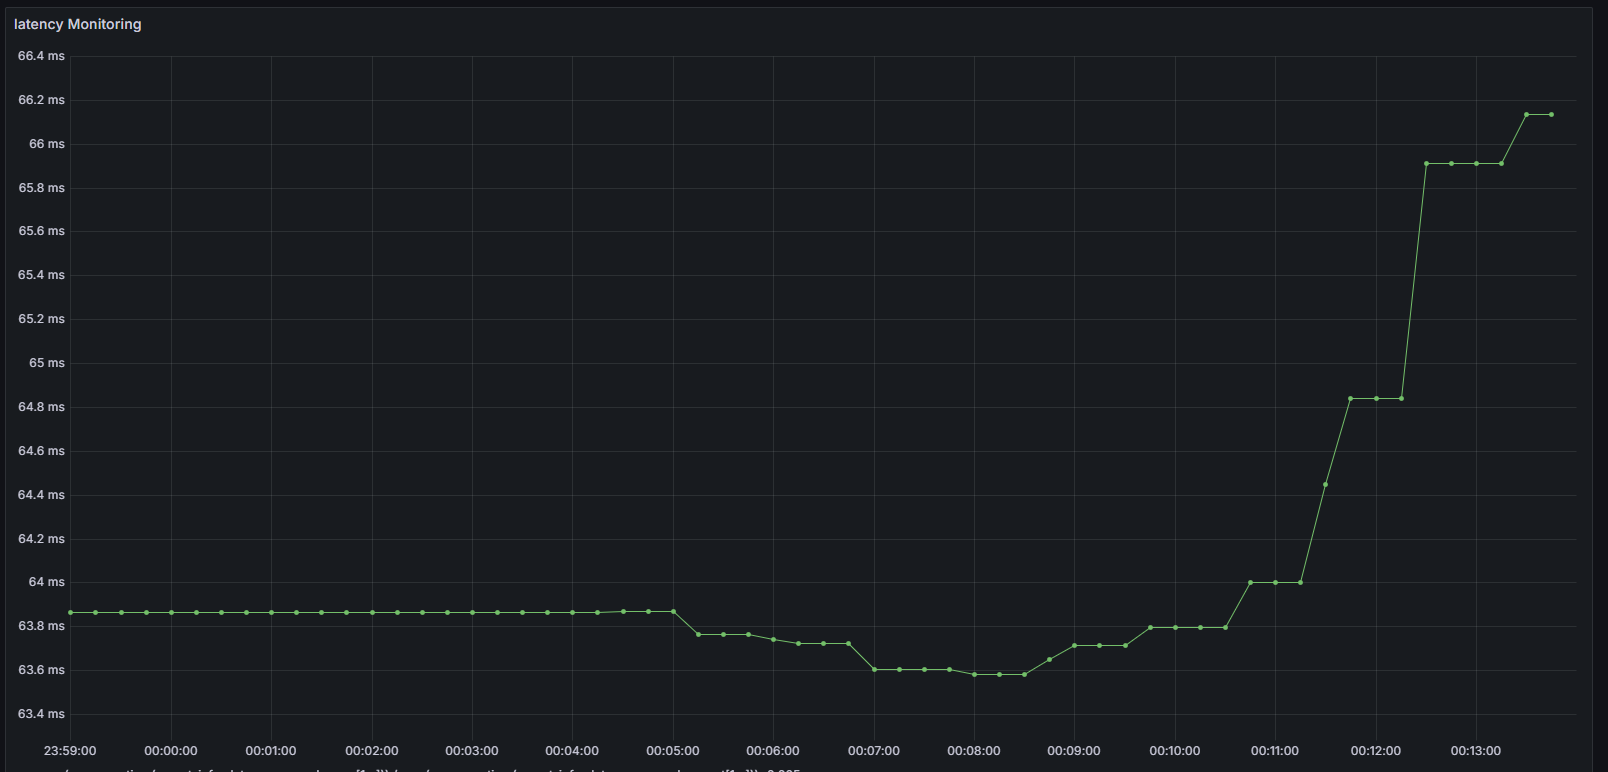 latency Monitoring
66.4 ms
66.2 ms
66 ms
65.8 ms
65.6 ms
65.4 ms
65.2 ms
65 ms
64.8 ms
64.6 ms
64.4 ms
64.2 ms
64 ms
63.8 ms
63.6 ms
63.4 ms
23:59:00 00:00:00 00:01:00 00:02:00 00:03:00 00:04:00 00:05:00 00:06:00 00:07:00 00:08:00 00:09:00 00:10:00 00:11:00 00:12:00 00:13:00